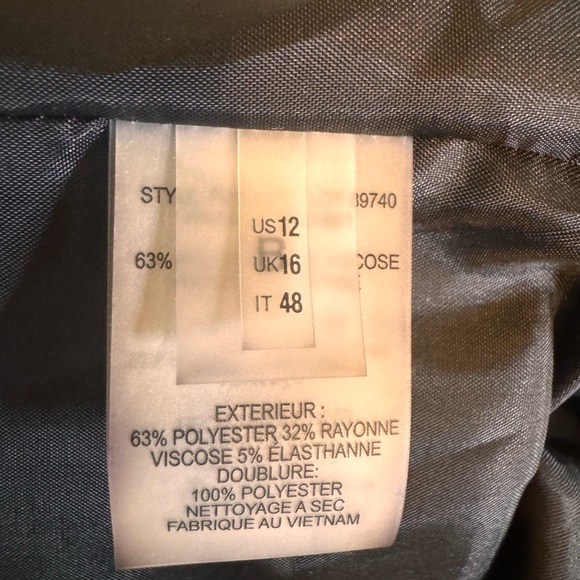 STY 39740
US 12
63% COSE
UK 16
IT 48
EXTERIEUR :
63% POLYESTER 32% RAYONNE
VISCOSE 5% ÉLASTHANNE
DOUBLURE:
100% POLYESTER
NETTOYAGE A SEC
FABRIQUE AU VIETNAM